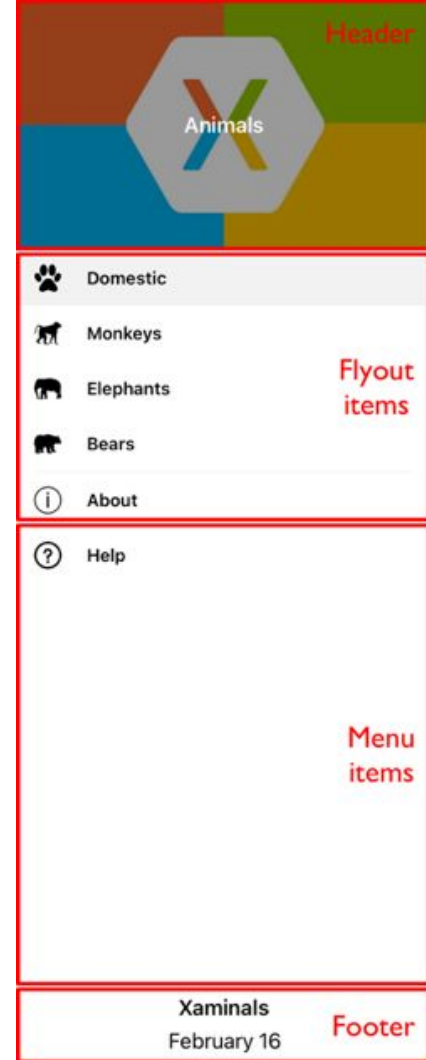 Header
Animals
Domestic
Monkeys
Elephants
Flyout
items
Bears
About
Help
Menu
items
Xaminals
February 16
Footer